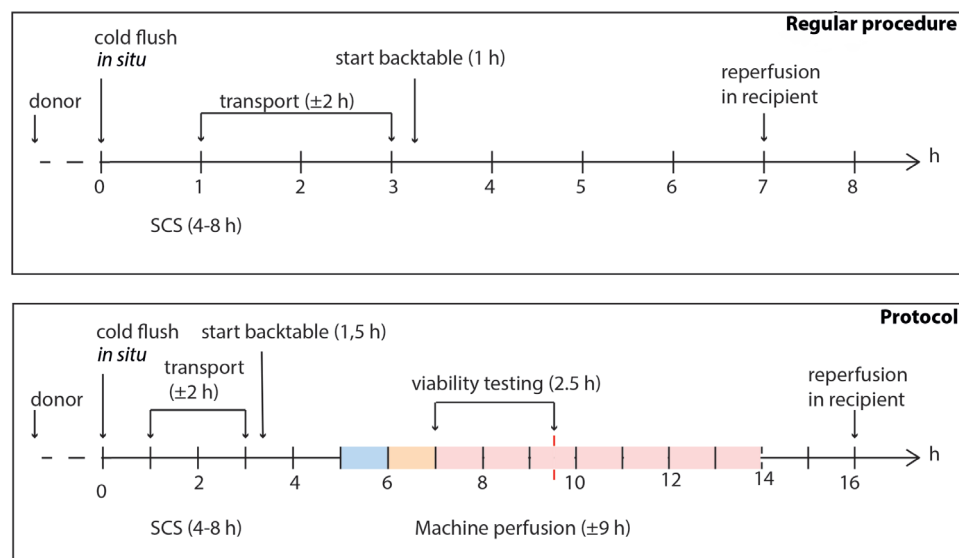 Regular procedure
cold flush
in situ
start backtable (1 h)
reperfusion
in recipient
donor
transport (±2 h)
h
0 1 2 3 4 5 6 7 8
SCS (4-8 h)
Protocol
cold flush
in situ
start backtable (1,5 h)
transport
(±2 h)
viability testing (2.5 h)
reperfusion
in recipient
donor
h
0 2 4 6 8 10 12 14 16
SCS (4-8 h)
Machine perfusion (±9 h)